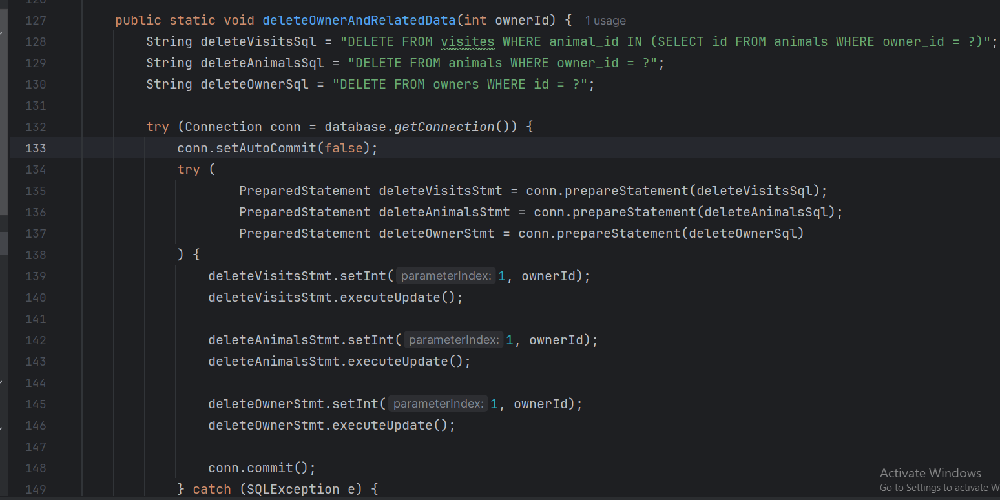 126
127 public static void deleteOwnerAndRelatedData(int ownerId) { 1 usage
128 String deleteVisitsSql = "DELETE FROM visites WHERE animal_id IN (SELECT id FROM animals WHERE owner_id = ?)";
129 String deleteAnimalsSql = "DELETE FROM animals WHERE owner_id = ?";
130 String deleteOwnerSql = "DELETE FROM owners WHERE id = ?";
131
132 try (Connection conn = database.getConnection()) {
133 conn.setAutoCommit(false);
134 try (
135 PreparedStatement deleteVisitsStmt = conn.prepareStatement(deleteVisitsSql);
136 PreparedStatement deleteAnimalsStmt = conn.prepareStatement(deleteAnimalsSql);
137 PreparedStatement deleteOwnerStmt = conn.prepareStatement(deleteOwnerSql)
138 ) {
139 deleteVisitsStmt.setInt( parameterIndex: 1, ownerId);
140 deleteVisitsStmt.executeUpdate();
141
142 deleteAnimalsStmt.setInt( parameterIndex: 1, ownerId);
143 deleteAnimalsStmt.executeUpdate();
144
145 deleteOwnerStmt.setInt( parameterIndex: 1, ownerId);
146 deleteOwnerStmt.executeUpdate();
147
148 conn.commit();
149 } catch (SQLException e) {
Activate Windows
Go to Settings to activate W